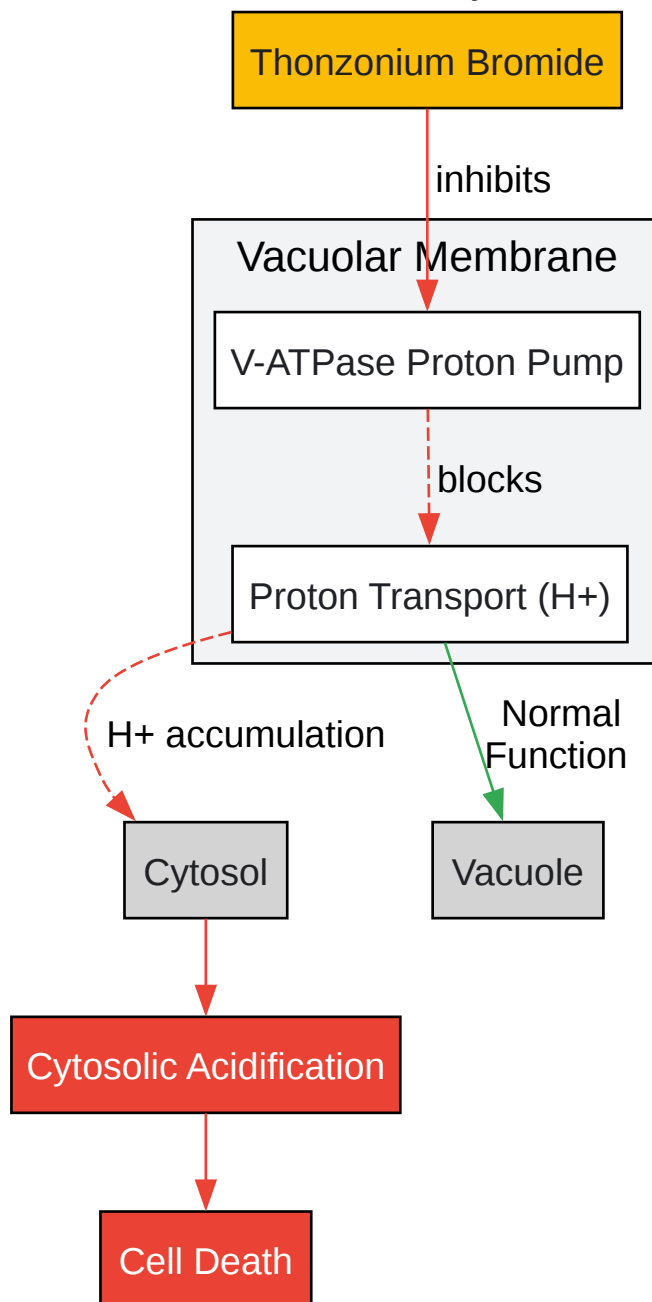 Thonzonium Bromide
inhibits
Vacuolar Membrane
V-ATPase Proton Pump
blocks
Proton Transport (H+)
H+ accumulation
Normal
Function
Cytosol
Vacuole
Cytosolic Acidification
Cell Death